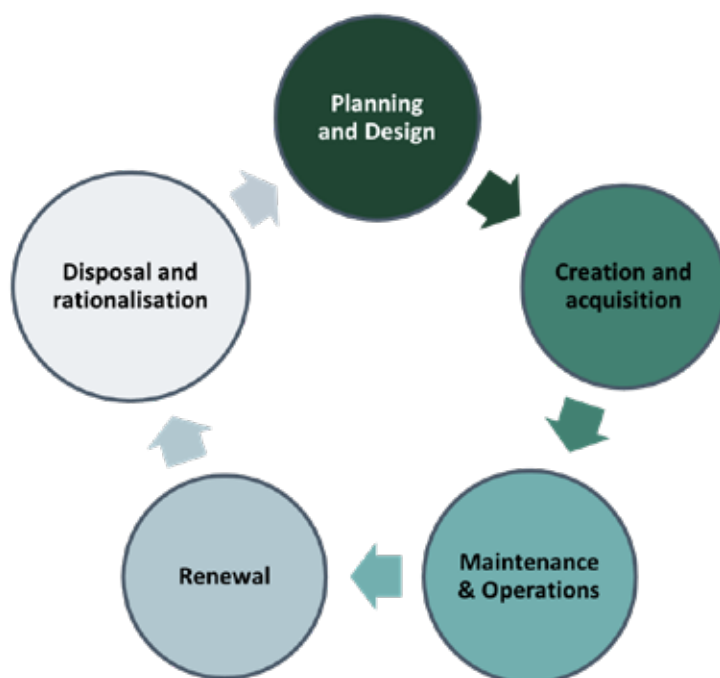 Planning
and Design
Creation and
acquisition
Maintenance
& Operations
Renewal
Disposal and
rationalisation